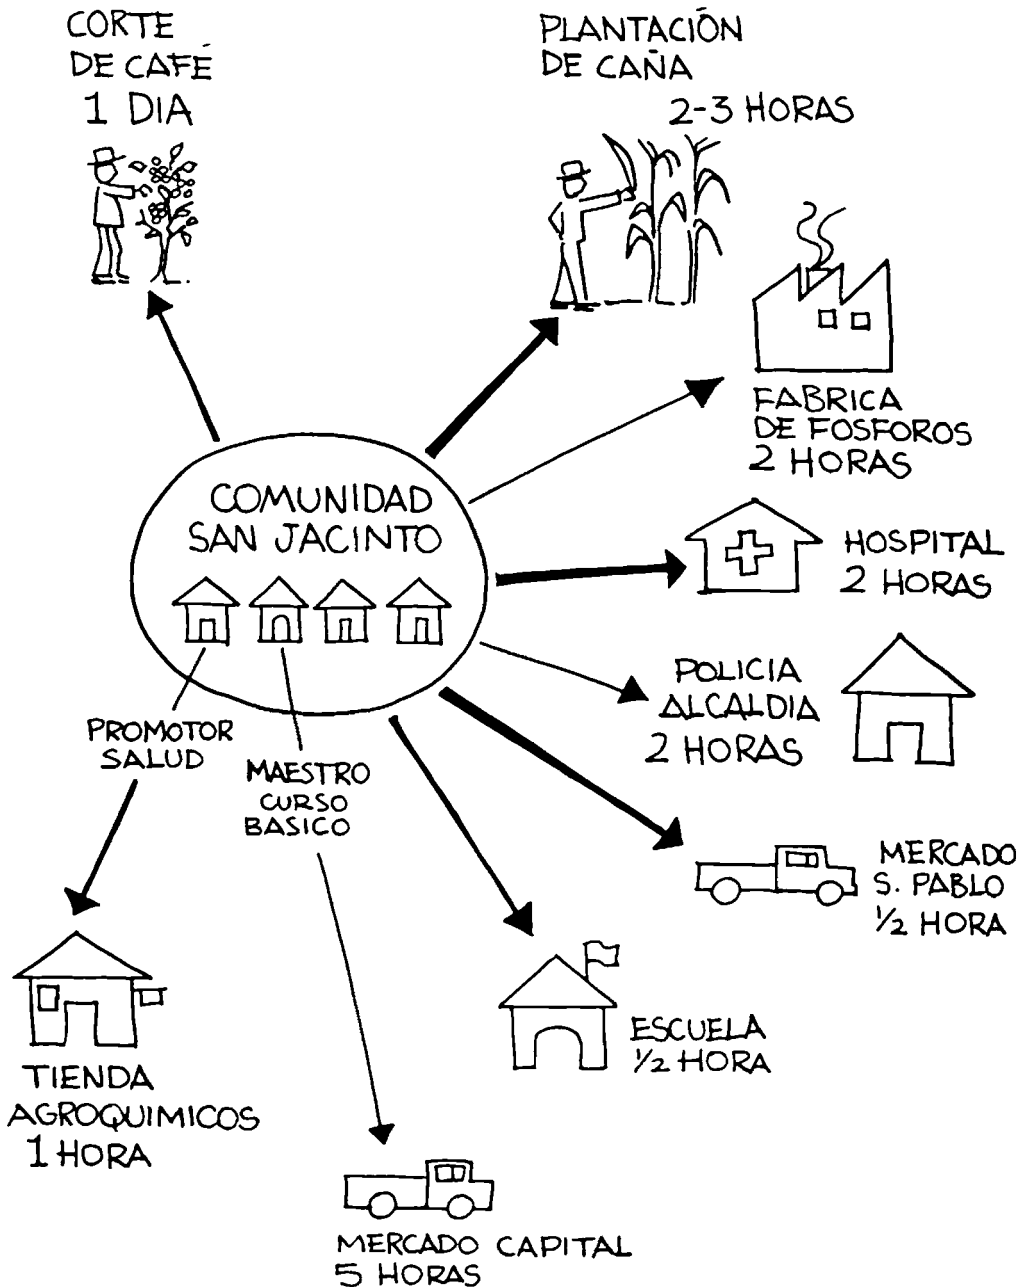 CORTE
DE CAFÉ
1 DIA
PLANTACIÓN
DE CAÑA
2-3 HORAS
FABRICA
DE FOSFOROS
2 HORAS
COMUNIDAD
SAN JACINTO
HOSPITAL
2 HORAS
POLICIA
ALCALDIA
2 HORAS
PROMOTOR
SALUD
MAESTRO
CURSO
BASICO
MERCADO
S. PABLO
1/2 HORA
ESCUELA
1/2 HORA
TIENDA
AGROQUIMICOS
1 HORA
MERCADO CAPITAL
5 HORAS